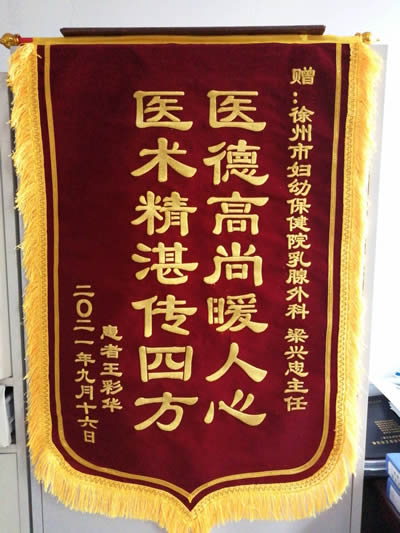 赠：徐州市妇幼保健院乳腺外科 梁兴忠主任
医德高尚暖人心
医术精湛传四方
患者王彩华
二〇二一年九月十六日